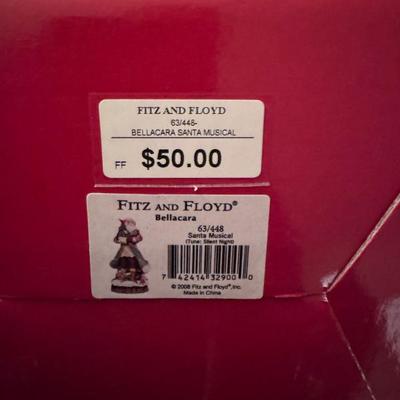 FITZ AND FLOYD
63/448-
BELLACARA SANTA MUSICAL
FF $50.00
FITZ AND FLOYD®
Bellacara
63/448
Santa Musical
(Tune: Silent Night)
7 42414 32900 0
© 2008 Fitz and Floyd®, Inc.
Made in China